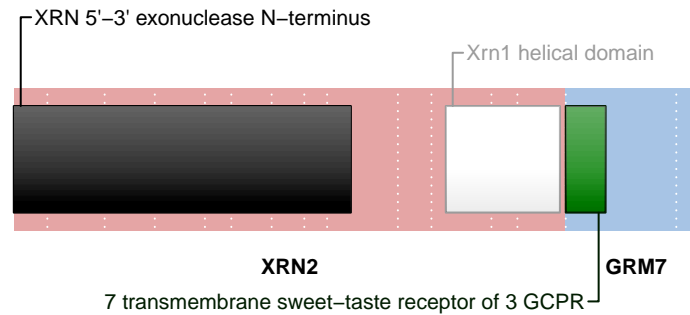 XRN 5'−3' exonuclease N−terminus
Xrn1 helical domain
XRN2
GRM7
7 transmembrane sweet−taste receptor of 3 GCPR